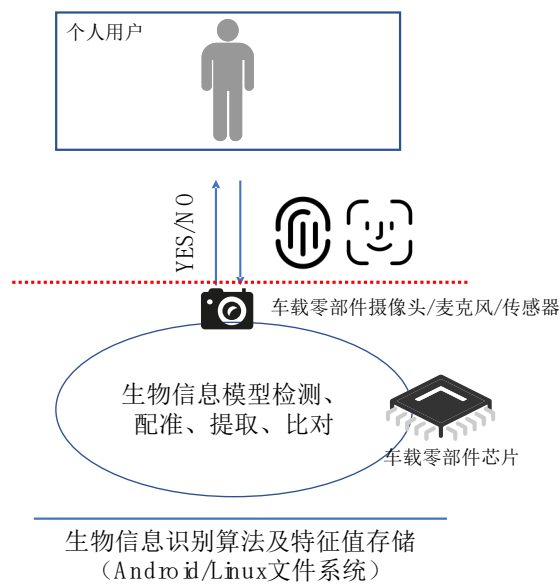 个人用户
YES/NO
车载零部件摄像头/麦克风/传感器
生物信息模型检测、
配准、提取、比对
车载零部件芯片
生物信息识别算法及特征值存储
（Android/Linux文件系统）